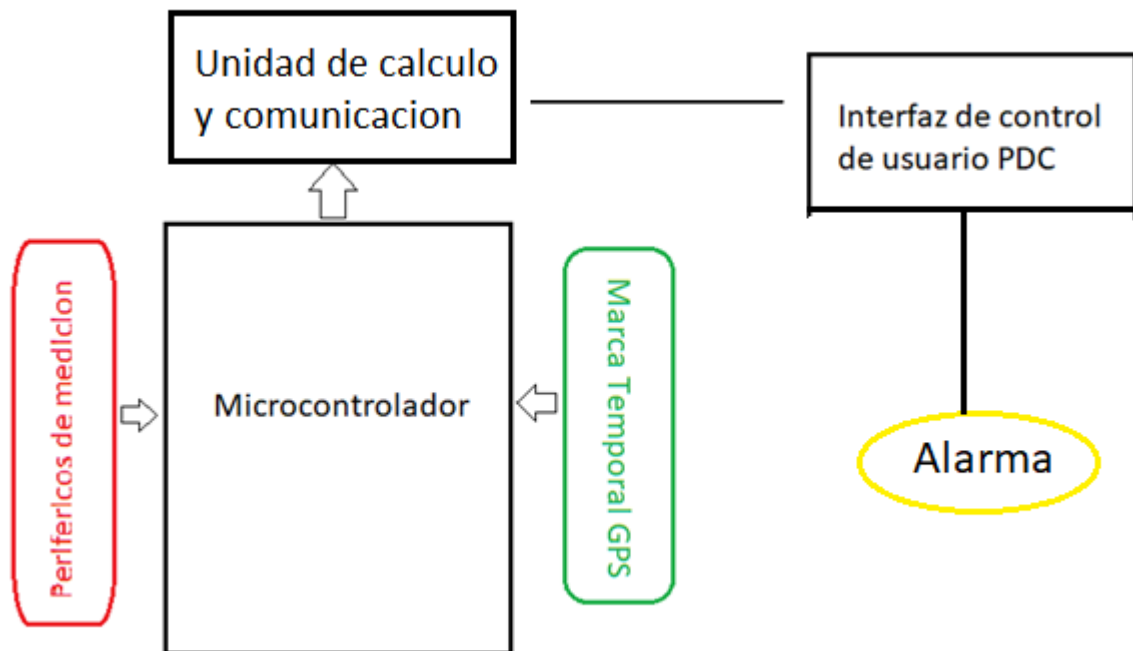 Unidad de calculo
y comunicacion
Interfaz de control
de usuario PDC
Perifericos de medicion
Microcontrolador
Marca Temporal GPS
Alarma